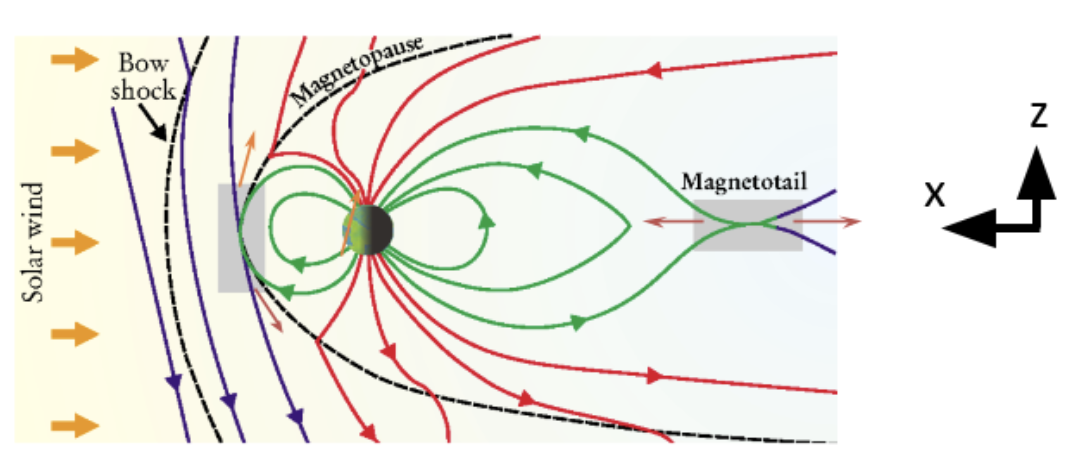 Bow
shock
Magnetopause
Solar wind
Magnetotail
X
Z